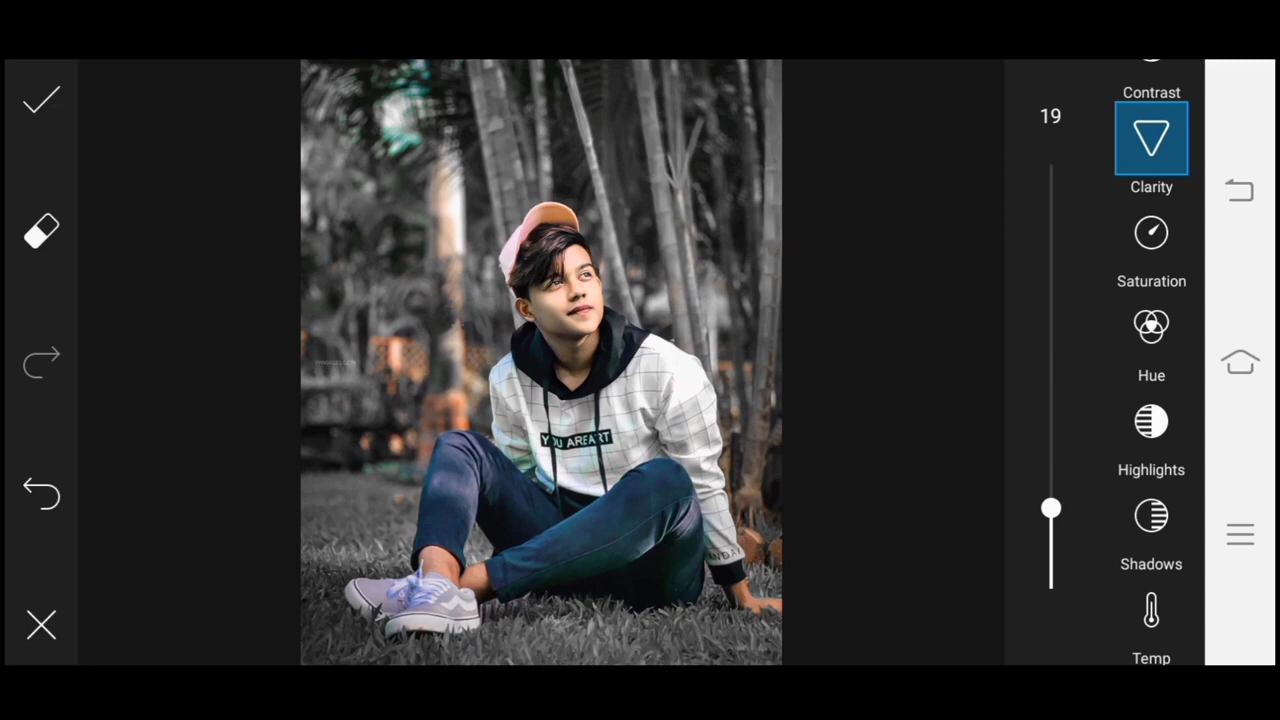 Contrast
19
Clarity
Saturation
Hue
Highlights
Shadows
Temp
YOU ARE ART